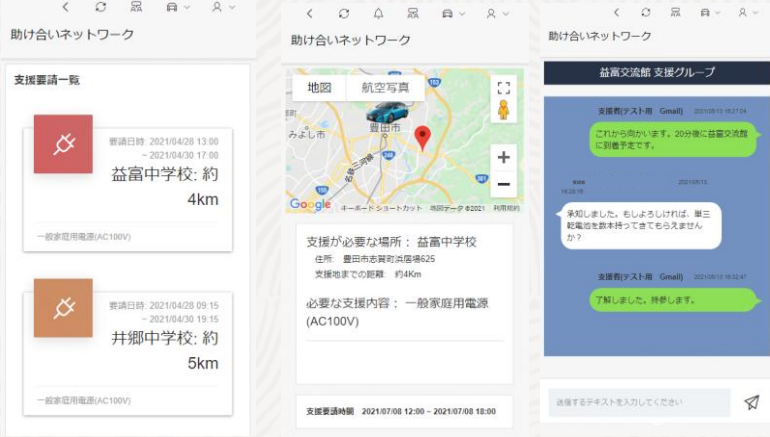 助け合いネットワーク
支援要請一覧
要請日時: 2021/04/28 13:00
~ 2021/04/30 17:00
益富中学校: 約
4km
一般家庭用電源(AC100V)
要請日時: 2021/04/28 09:15
~ 2021/04/30 19:15
井郷中学校: 約
5km
一般家庭用電源(AC100V)
助け合いネットワーク
地図
航空写真
みよし市
豊田市
Google
キーボード ショートカット
地図データ ©2021
利用規約
支援が必要な場所： 益富中学校
住所: 豊田市志賀町浜居場625
支援地までの距離: 約4Km
必要な支援内容： 一般家庭用電源
(AC100V)
支援要請時間 2021/07/08 12:00 ~ 2021/07/08 18:00
助け合いネットワーク
益富交流館 支援グループ
支援者(テスト用 Gmail) 2021/05/13 16:27:04
これから向かいます。20分後に益富交流館
に到着予定です。
2021/05/13
承知しました。もしよろしければ、単三
乾電池を数本持ってきてもらえません
か？
支援者(テスト用 Gmail) 2021/05/13 16:32:47
了解しました。持参します。
送信するテキストを入力してください